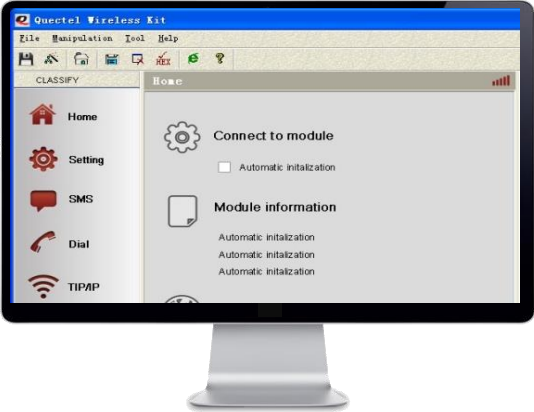 Quectel Wireless Kit
File Manipulation Tool Help
HEX
CLASSIFY
Home
Home
Connect to module
Automatic initalization
Setting
Module information
SMS
Automatic initalization
Dial
Automatic initalization
Automatic initalization
TIP/IP